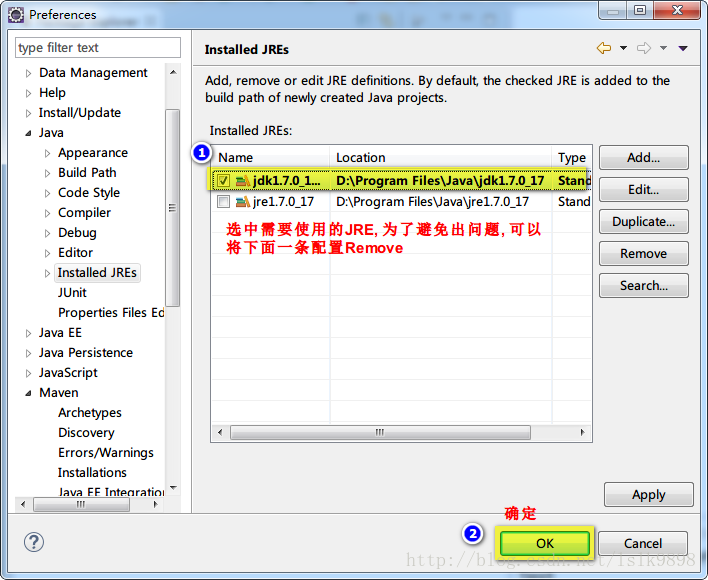 Preferences
type filter text
Data Management
Help
Install/Update
Java
Appearance
Build Path
Code Style
Compiler
Debug
Editor
Installed JREs
JUnit
Properties Files Ed
Java EE
Java Persistence
JavaScript
Maven
Archetypes
Discovery
Errors/Warnings
Installations
Java EE Integration
Installed JREs
Add, remove or edit JRE definitions. By default, the checked JRE is added to the
build path of newly created Java projects.
Installed JREs:
1
Name Location Type
jdk1.7.0_1... D:\Program Files\Java\jdk1.7.0_17 Stand
jre1.7.0_17 D:\Program Files\Java\jre1.7.0_17 Stand
选中需要使用的JRE,为了避免出问题,可以
将下面一条配置Remove
Add...
Edit...
Duplicate...
Remove
Search...
Apply
确定
2
OK
Cancel
?